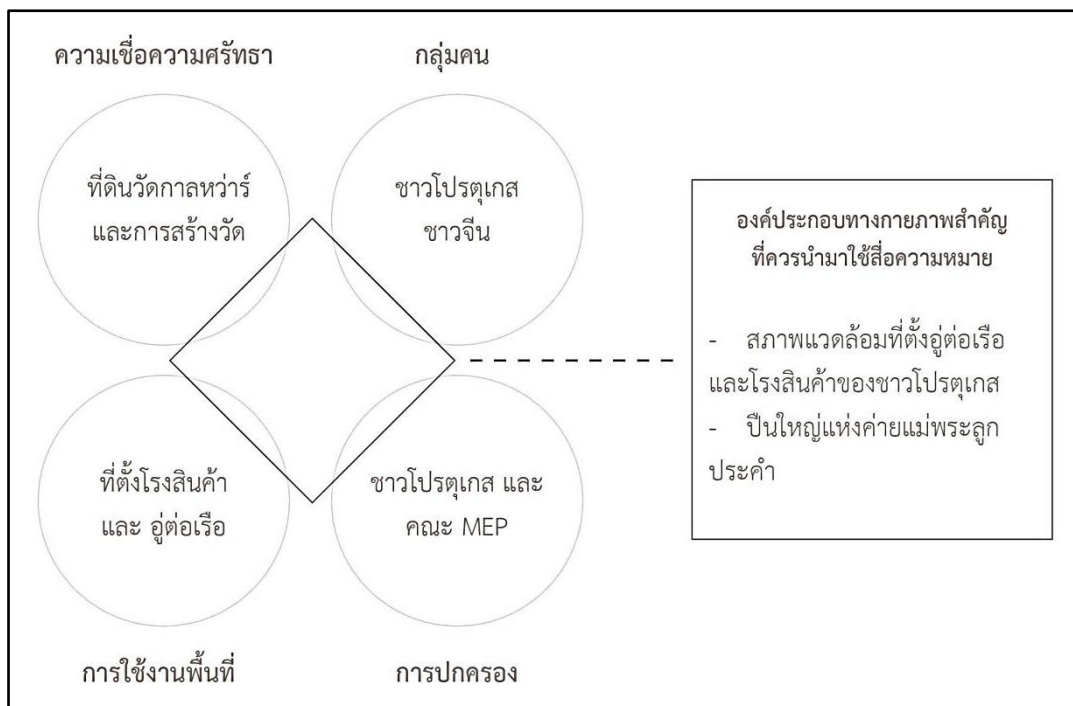 ความเชื่อความศรัทธา
กลุ่มคน
ที่ดินวัดกาลหว่าร์
และการสร้างวัด
ชาวโปรตุเกส
ชาวจีน
ที่ตั้งโรงสินค้า
และ อู่ต่อเรือ
ชาวโปรตุเกส และ
คณะ MEP
การใช้งานพื้นที่
การปกครอง
องค์ประกอบทางกายภาพสำคัญ
ที่ควรนำมาใช้สื่อความหมาย
- สภาพแวดล้อมที่ตั้งอู่ต่อเรือ
และโรงสินค้าของชาวโปรตุเกส
- ปืนใหญ่แห่งค่ายแม่พระลูก
ประคำ